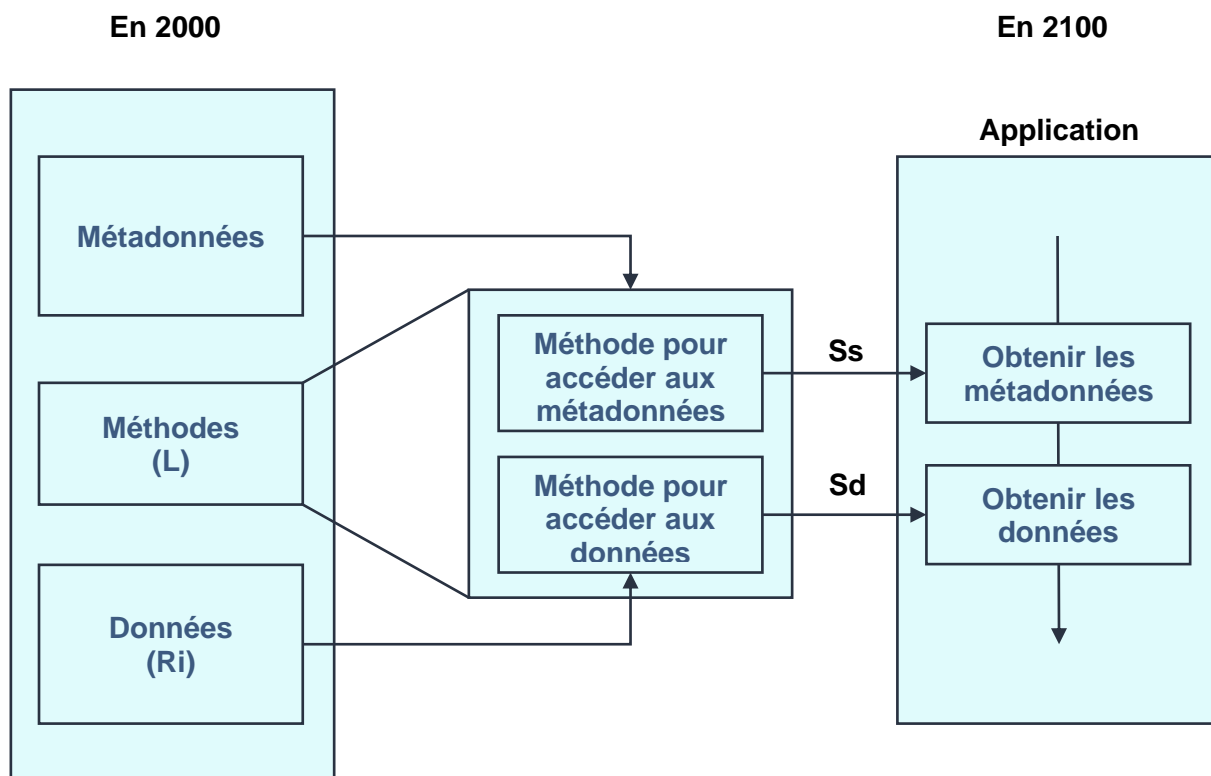 En 2000
En 2100
Application
Métadonnées
Méthodes
(L)
Données
(Ri)
Méthode pour
accéder aux
métadonnées
Méthode pour
accéder aux
données
Ss
Sd
Obtenir les
métadonnées
Obtenir les
données